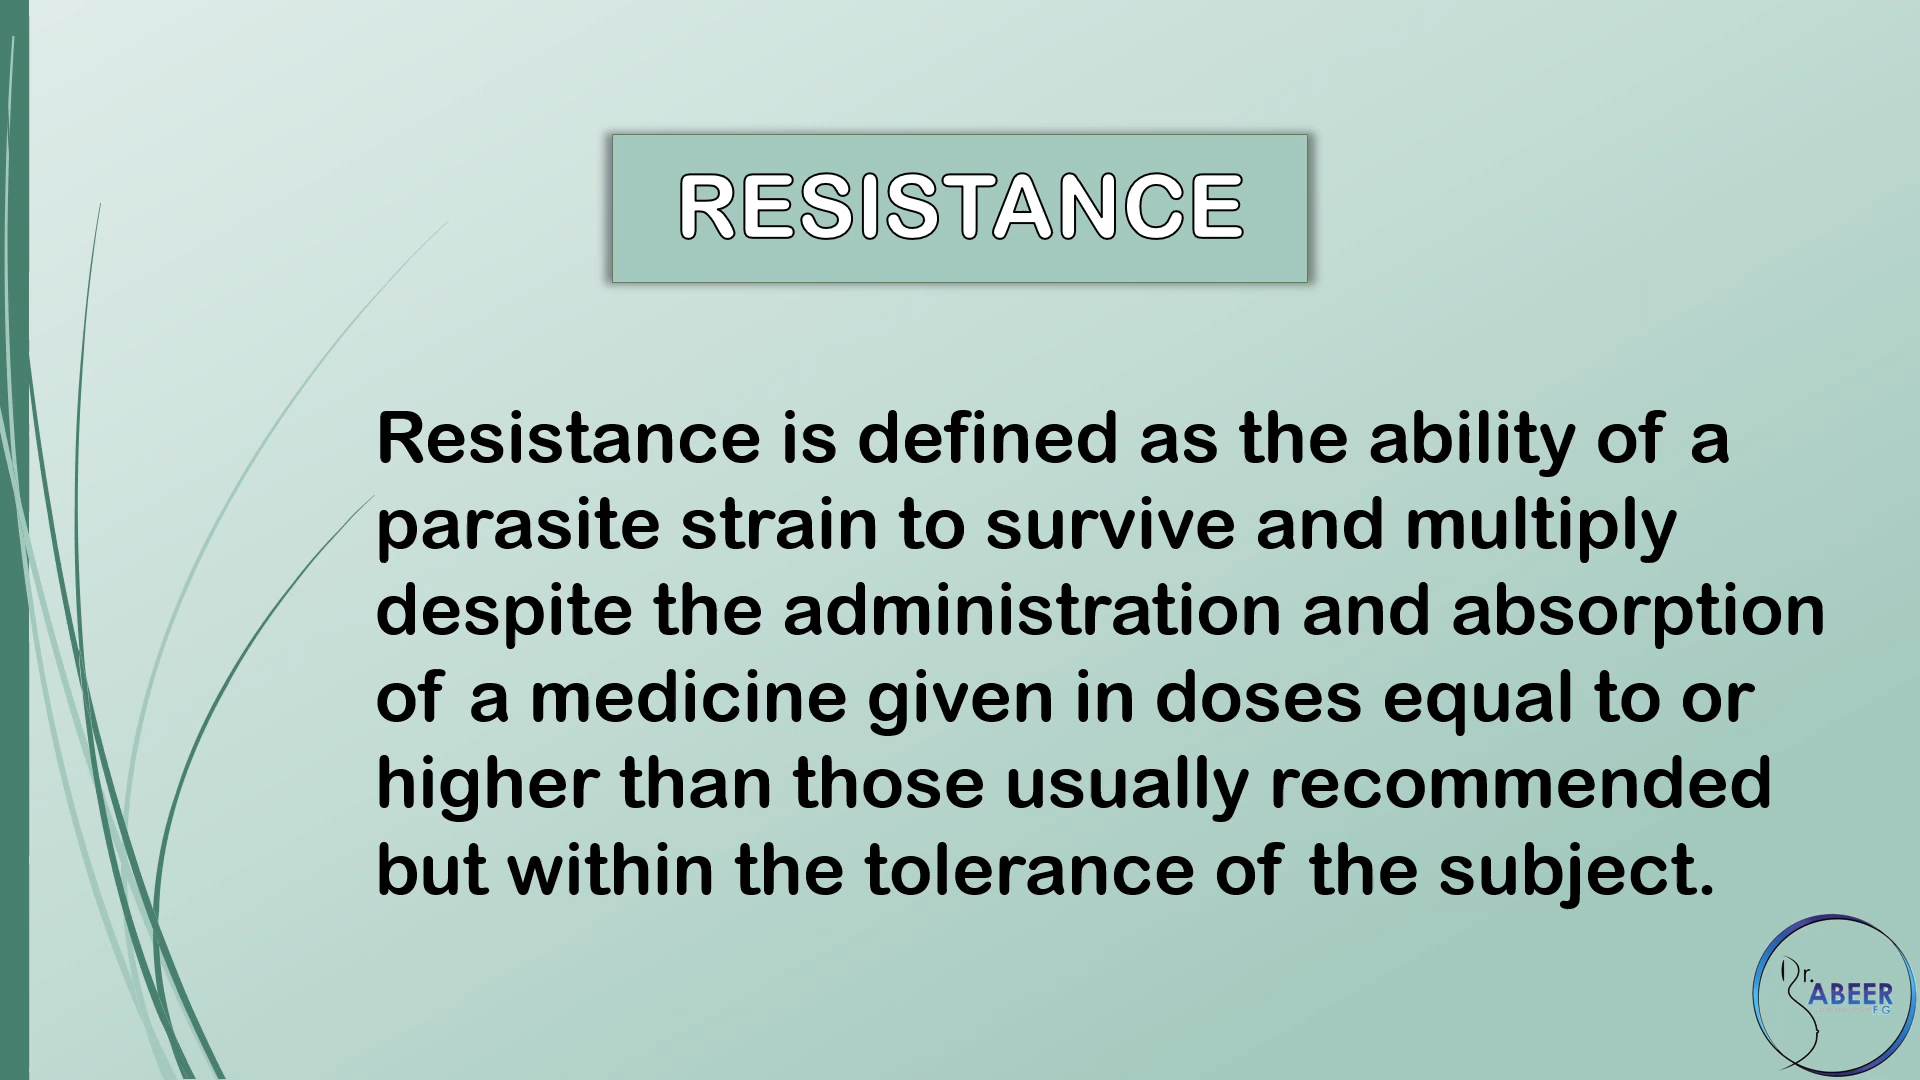 RESISTANCE
Resistance is defined as the ability of a
parasite strain to survive and multiply
despite the administration and absorption
of a medicine given in doses equal to or
higher than those usually recommended
but within the tolerance of the subject.
Dr.
ABEER
F.G